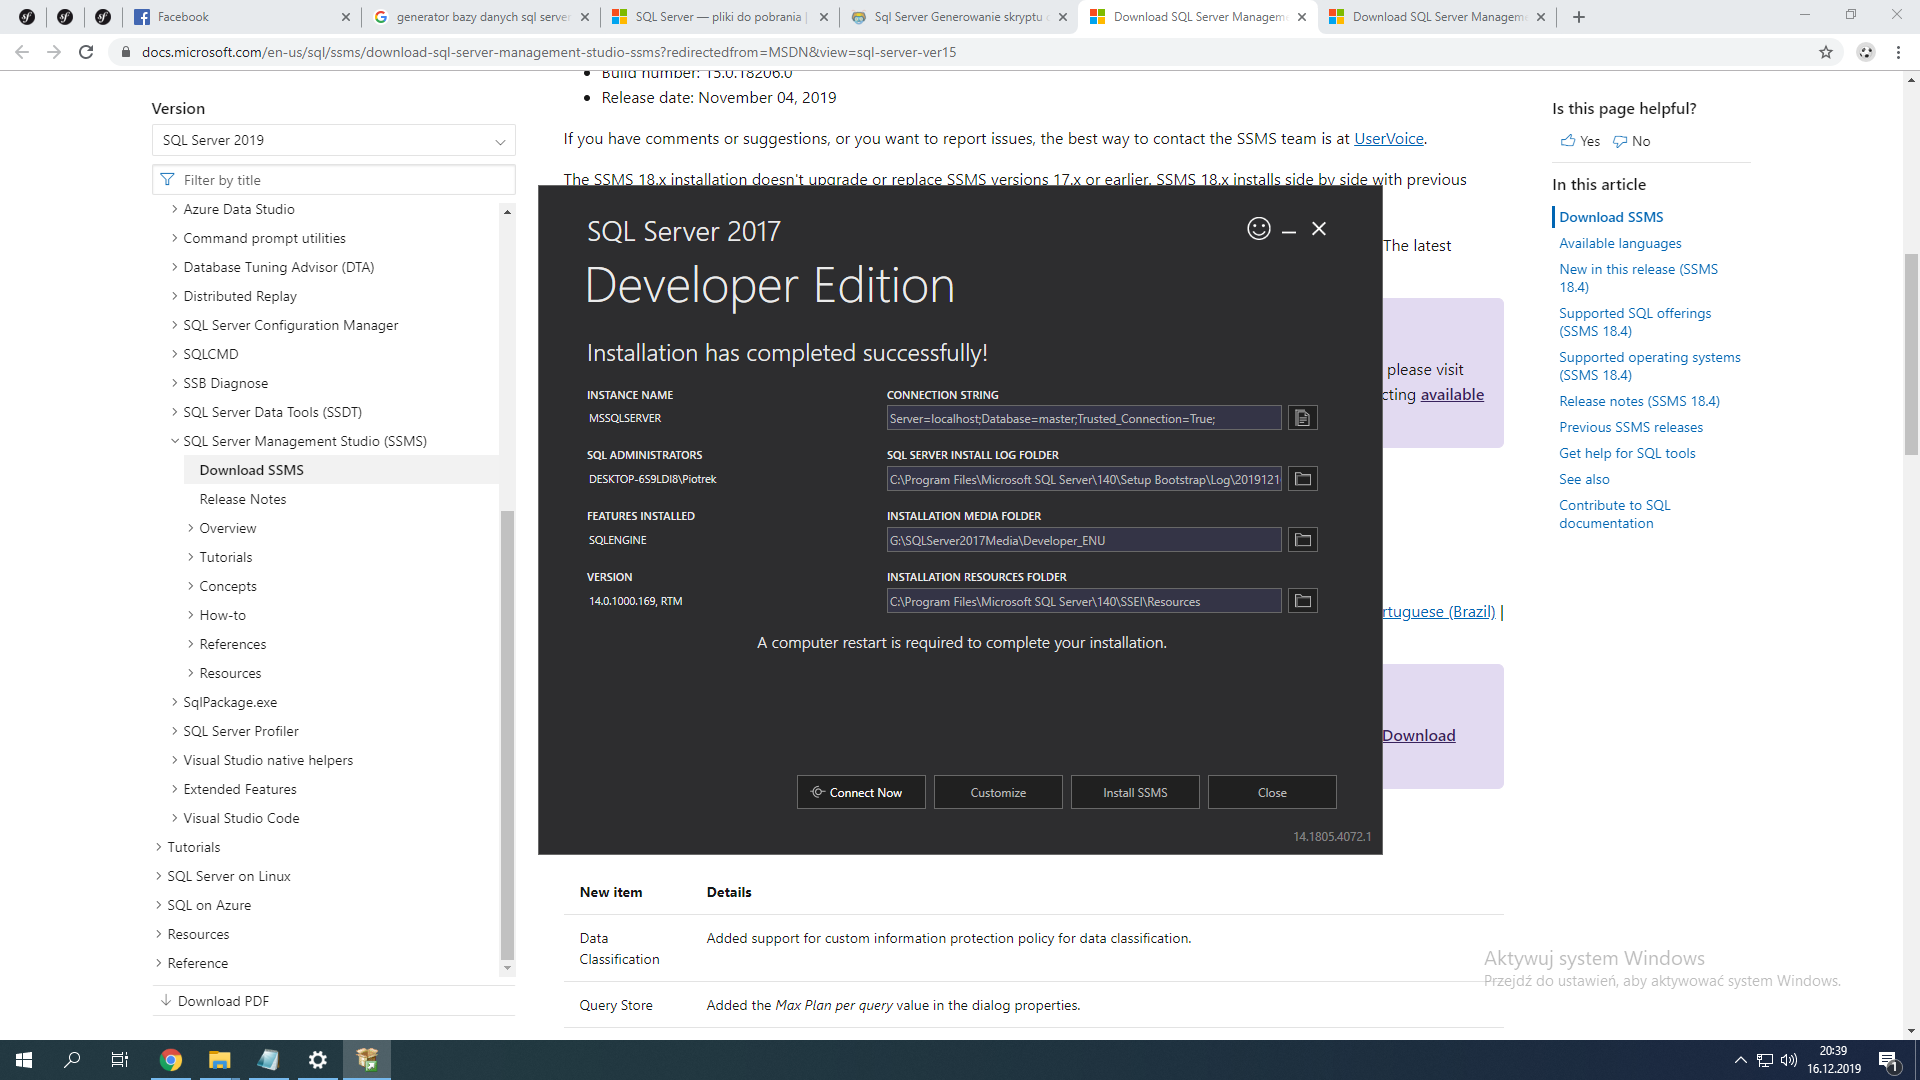 Facebook
generator bazy danych sql server
SQL Server — pliki do pobrania |
Sql Server Generowanie skryptu
Download SQL Server Managem
Download SQL Server Managem
docs.microsoft.com/en-us/sql/ssms/download-sql-server-management-studio-ssms?redirectedfrom=MSDN&view=sql-server-ver15
Version
SQL Server 2019
Filter by title
Azure Data Studio
Command prompt utilities
Database Tuning Advisor (DTA)
Distributed Replay
SQL Server Configuration Manager
SQLCMD
SSB Diagnose
SQL Server Data Tools (SSDT)
SQL Server Management Studio (SSMS)
Download SSMS
Release Notes
Overview
Tutorials
Concepts
How-to
References
Resources
SqlPackage.exe
SQL Server Profiler
Visual Studio native helpers
Extended Features
Visual Studio Code
Tutorials
SQL Server on Linux
SQL on Azure
Resources
Reference
Download PDF
Build number: 15.0.18206.0
Release date: November 04, 2019
If you have comments or suggestions, or you want to report issues, the best way to contact the SSMS team is at UserVoice.
The SSMS 18.x installation doesn't upgrade or replace SSMS versions 17.x or earlier. SSMS 18.x installs side by side with previous
The latest
please visit
cting available
rtuguese (Brazil) |
Download
SQL Server 2017
Developer Edition
Installation has completed successfully!
INSTANCE NAME
MSSQLSERVER
CONNECTION STRING
Server=localhost;Database=master;Trusted_Connection=True;
SQL ADMINISTRATORS
DESKTOP-6S9LDI8\Piotrek
SQL SERVER INSTALL LOG FOLDER
C:\Program Files\Microsoft SQL Server\140\Setup Bootstrap\Log\2019121
FEATURES INSTALLED
SQLENGINE
INSTALLATION MEDIA FOLDER
G:\SQLServer2017Media\Developer_ENU
VERSION
14.0.1000.169, RTM
INSTALLATION RESOURCES FOLDER
C:\Program Files\Microsoft SQL Server\140\SSEI\Resources
A computer restart is required to complete your installation.
Connect Now
Customize
Install SSMS
Close
14.1805.4072.1
New item Details
Data Classification Added support for custom information protection policy for data classification.
Query Store Added the Max Plan per query value in the dialog properties.
Is this page helpful?
Yes No
In this article
Download SSMS
Available languages
New in this release (SSMS
18.4)
Supported SQL offerings
(SSMS 18.4)
Supported operating systems
(SSMS 18.4)
Release notes (SSMS 18.4)
Previous SSMS releases
Get help for SQL tools
See also
Contribute to SQL
documentation
Aktywuj system Windows
Przejdź do ustawień, aby aktywować system Windows.
20:39
16.12.2019
1